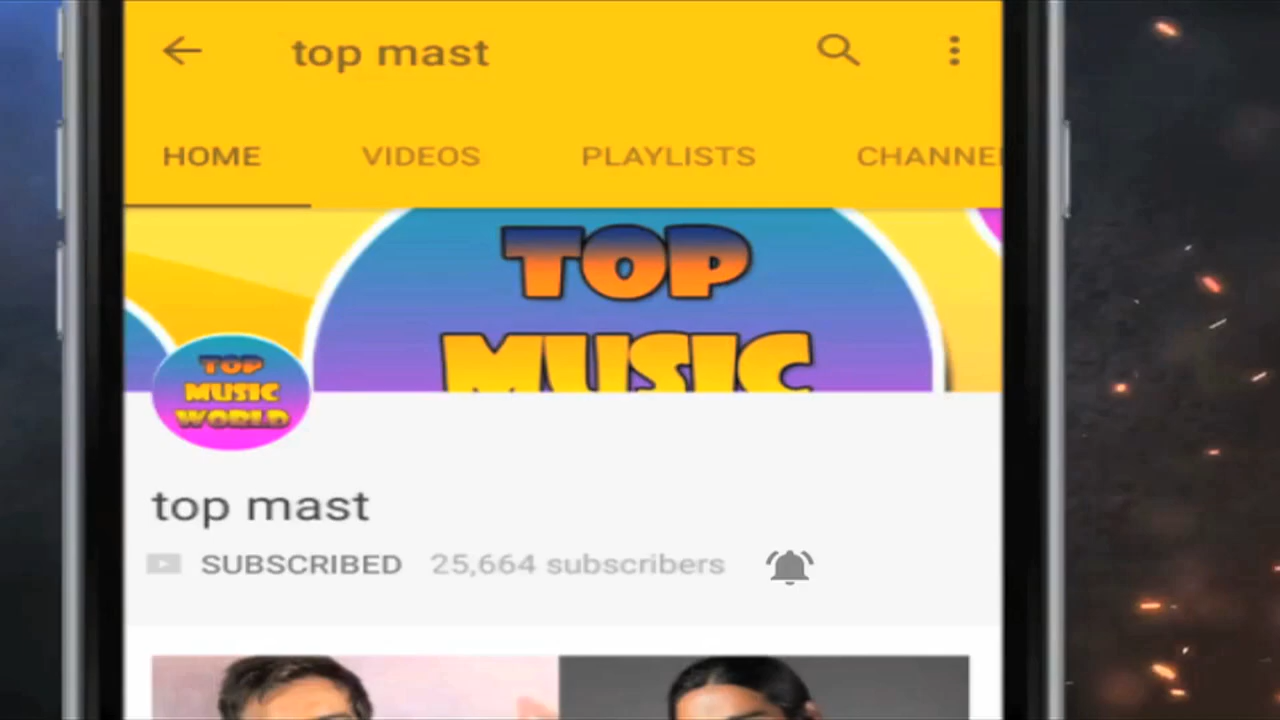 top mast
HOME VIDEOS PLAYLISTS CHANNE
TOP
MUSIC
TOP
MUSIC
WORLD
top mast
SUBSCRIBED 25,664 subscribers